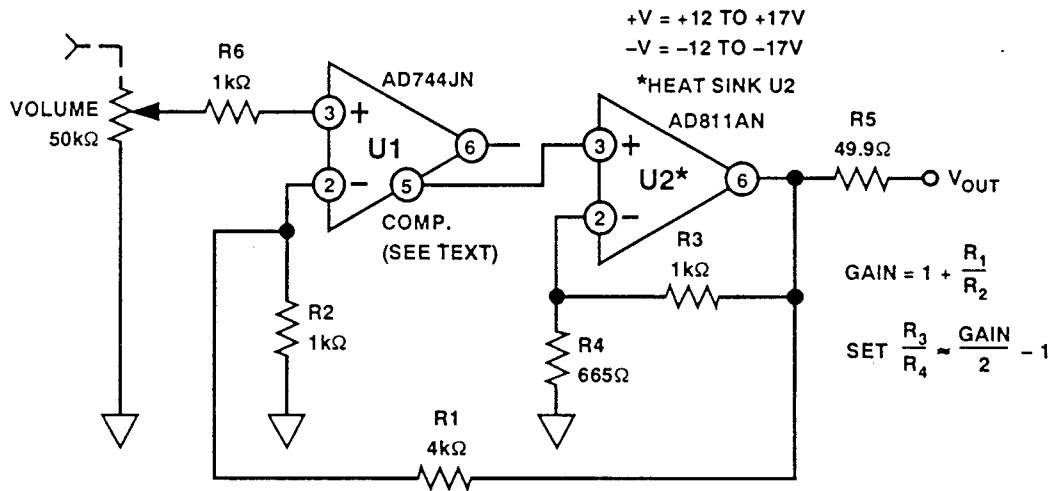 +V = +12 TO +17V
–V = –12 TO –17V
*HEAT SINK U2
R6
1kΩ
AD744JN
AD811AN
VOLUME
50kΩ
3
+
U1
6
2
–
5
COMP.
(SEE TEXT)
3
+
U2*
6
2
–
R5
49.9Ω
VOUT
R3
1kΩ
R2
1kΩ
R4
665Ω
R1
4kΩ
GAIN = 1 + R1/R2
SET R3/R4 ≈ GAIN/2 – 1